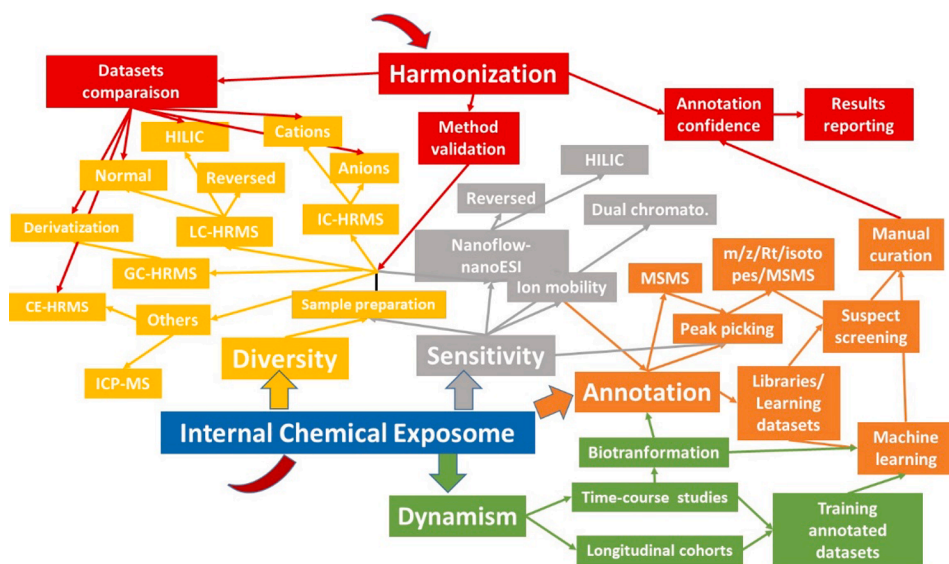 Harmonization
Datasets
comparaison
Annotation
confidence
Results
reporting
Method
validation
HILIC
Cations
Normal
Reversed
Anions
HILIC
Reversed
Dual chromato.
Derivatization
LC-HRMS
IC-HRMS
Nanoflow-
nanoESI
Manual
curation
GC-HRMS
Ion mobility
MSMS
m/z/Rt/isoto
pes/MSMS
CE-HRMS
Others
Sample preparation
Peak picking
Suspect
screening
Diversity
Sensitivity
ICP-MS
Annotation
Libraries/
Learning
datasets
Internal Chemical Exposome
Biotranformation
Machine
learning
Dynamism
Time-course studies
Longitudinal cohorts
Training
annotated
datasets